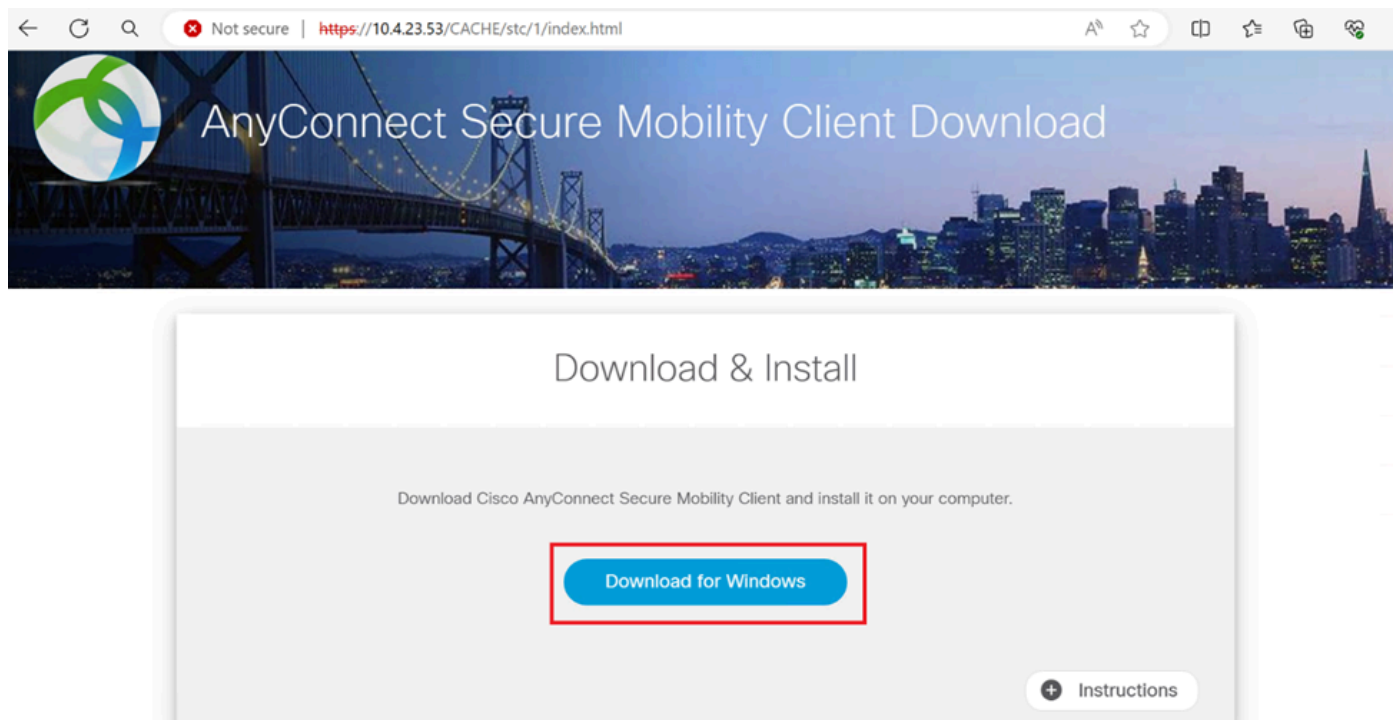 Not secure | https://10.4.23.53/CACHE/stc/1/index.html
AnyConnect Secure Mobility Client Download
Download & Install
Download Cisco AnyConnect Secure Mobility Client and install it on your computer.
Download for Windows
Instructions